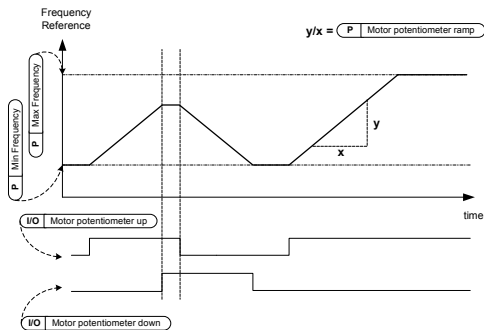 Frequency
Reference
y/x = P Motor potentiometer ramp
P Max Frequency
P Min Frequency
y
x
time
I/O Motor potentiometer up
I/O Motor potentiometer down